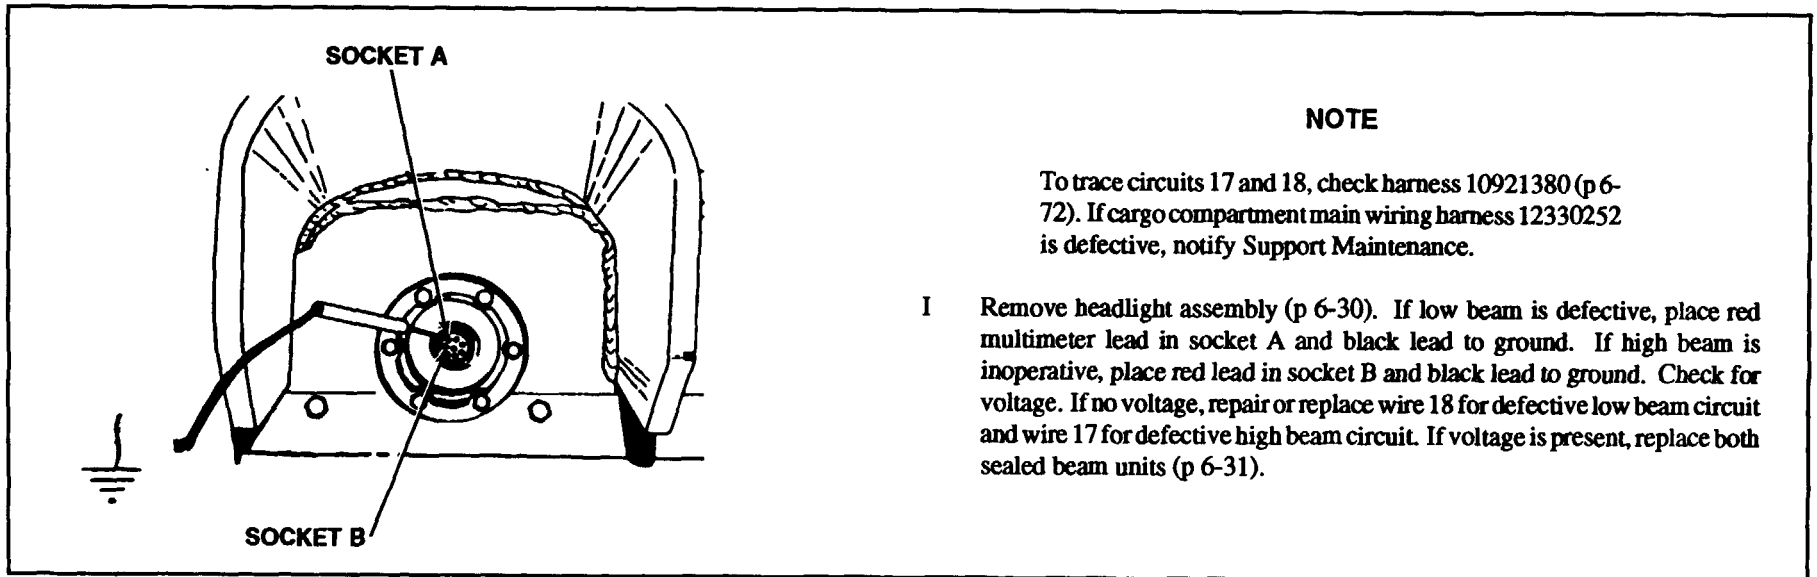 SOCKET A
SOCKET B
NOTE
To trace circuits 17 and 18, check harness 10921380 (p 6-
72). If cargo compartment main wiring harness 12330252
is defective, notify Support Maintenance.
I Remove headlight assembly (p 6-30). If low beam is defective, place red
multimeter lead in socket A and black lead to ground. If high beam is
inoperative, place red lead in socket B and black lead to ground. Check for
voltage. If no voltage, repair or replace wire 18 for defective low beam circuit
and wire 17 for defective high beam circuit. If voltage is present, replace both
sealed beam units (p 6-31).